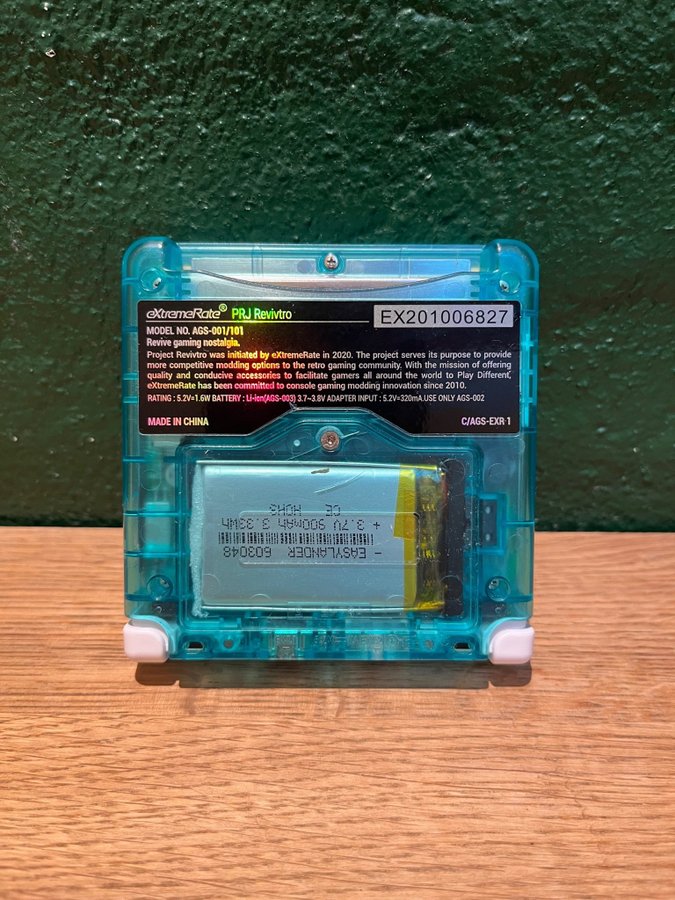 eXtremeRate® PRJ Revivtro
EX201006827
MODEL NO. AGS-001/101
Revive gaming nostalgia.
Project Revivtro was initiated by eXtremeRate in 2020. The project serves its purpose to provide
more competitive modding options to the retro gaming community. With the mission of offering
quality and conducive accessories to facilitate gamers all around the world to Play Different,
eXtremeRate has been committed to console gaming modding innovation since 2010.
RATING : 5.2V=1.6W BATTERY : Li-icn(AGS-003) 3.7~3.8V ADAPTER INPUT : 5.2V=320mA.USE ONLY AGS-002
MADE IN CHINA
C/AGS-EXR 1
- EASYLANDER 603048
+ 3.7V 900mAh 3.33Wh
CE ROHS